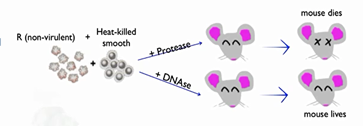 mouse dies
R (non-virulent) + Heat-killed
smooth
+
+ Protease
+ DNAse
x x
mouse lives